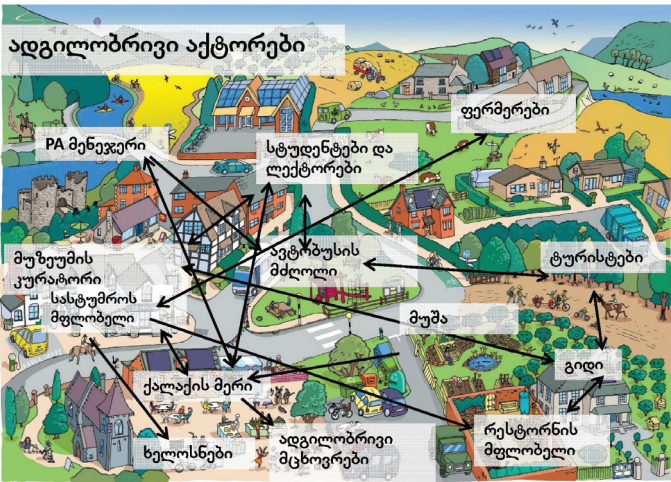 ადგილობრივი აქტორები
ფერმერები
PA მენეჯერი
სტუდენტები და
ლექტორები
მუზეუმის
კურატორი
ავტობუსის
მძღოლი
ტურისტები
სასტუმროს
მფლობელი
მუშა
გიდი
ქალაქის მერი
ხელოსნები
ადგილობრივი
მცხოვრები
რესტორნის
მფლობელი